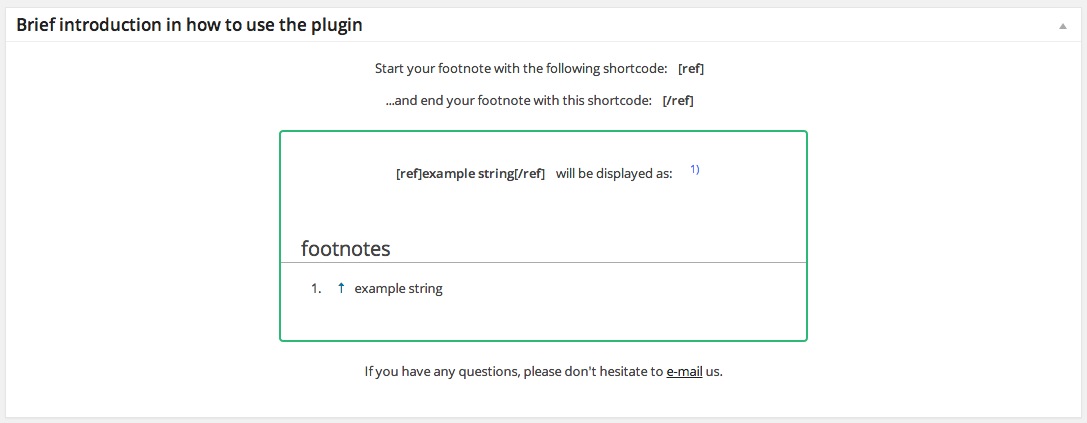 Brief introduction in how to use the plugin
Start your footnote with the following shortcode: [ref]
...and end your footnote with this shortcode: [/ref]
[ref]example string[/ref] will be displayed as: 1)
footnotes
1. ↑ example string
If you have any questions, please don't hesitate to e-mail us.